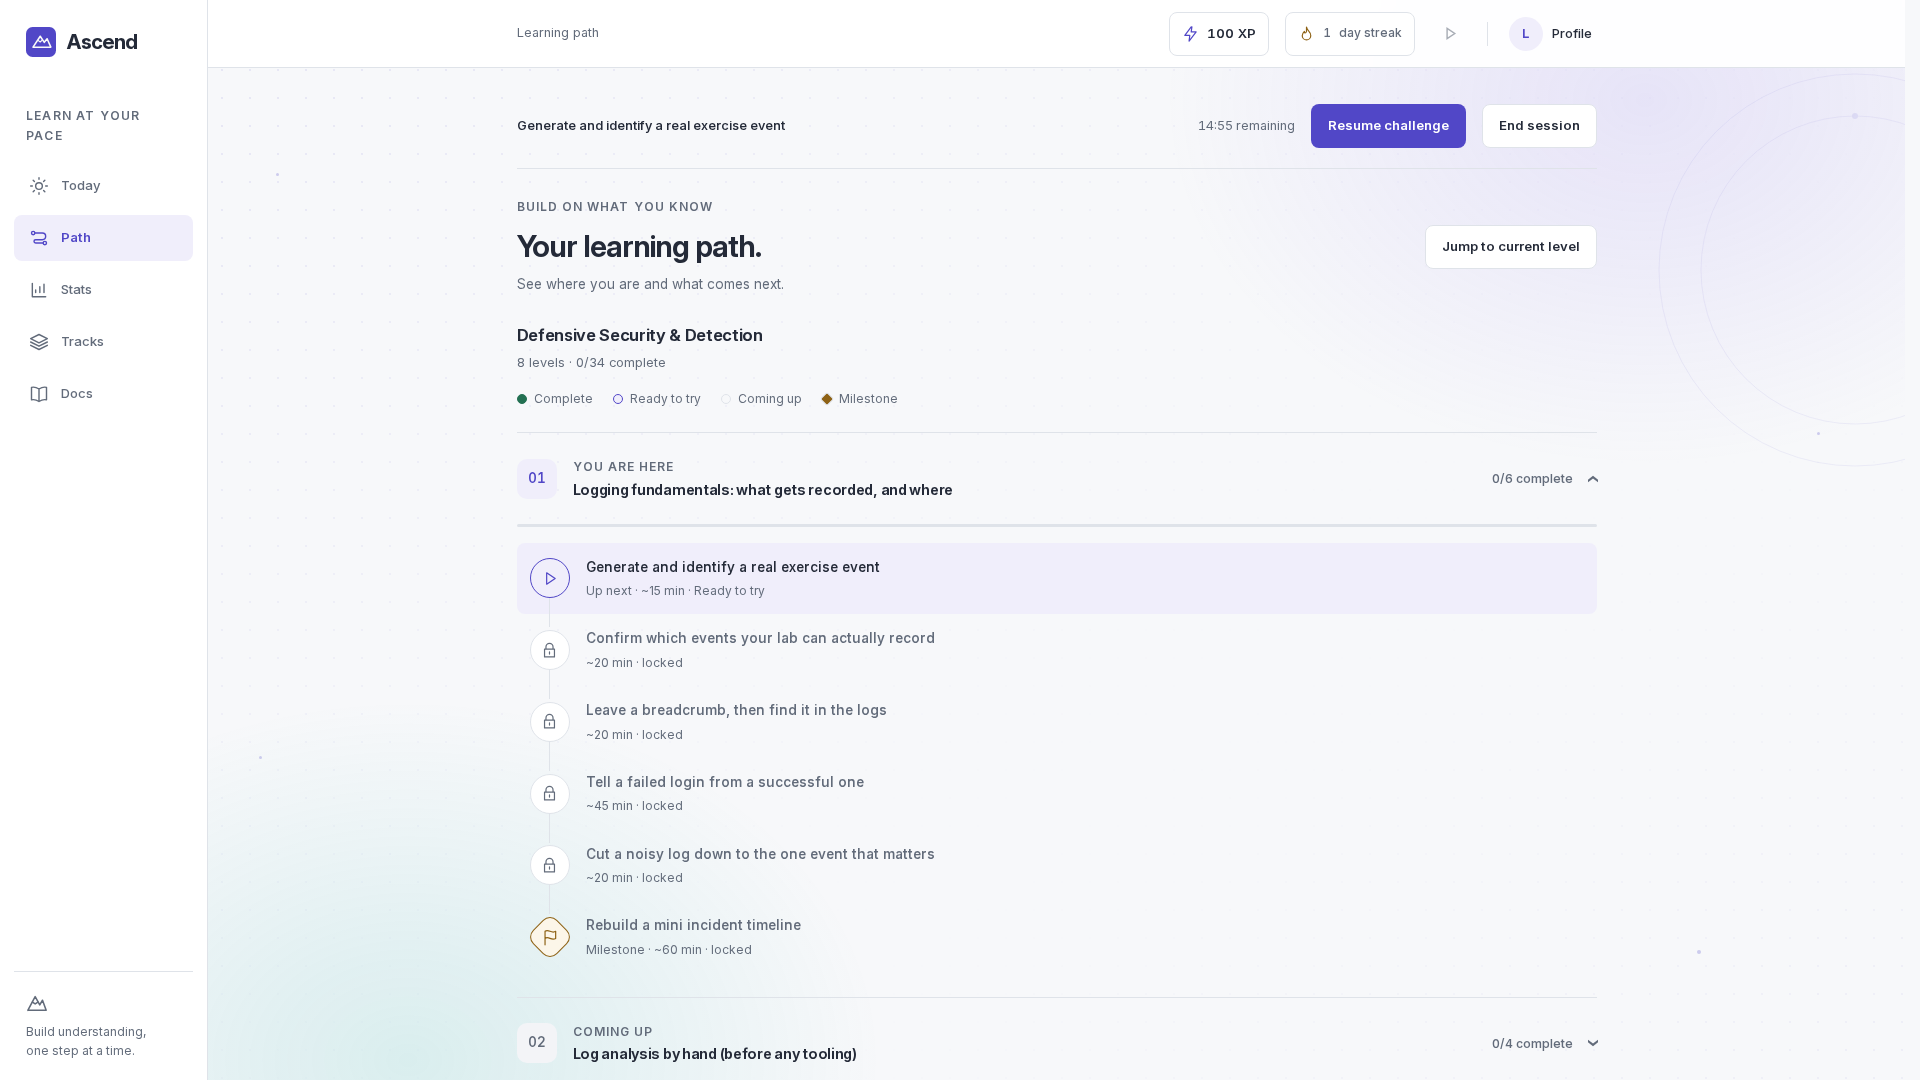 Ascend
LEARN AT YOUR
PACE
Today
Path
Stats
Tracks
Docs
Build understanding,
one step at a time.
Learning path
100 XP
1 day streak
L
Profile
Generate and identify a real exercise event
14:55 remaining
Resume challenge
End session
BUILD ON WHAT YOU KNOW
Your learning path.
Jump to current level
See where you are and what comes next.
Defensive Security & Detection
8 levels · 0/34 complete
Complete
Ready to try
Coming up
Milestone
01
YOU ARE HERE
Logging fundamentals: what gets recorded, and where
0/6 complete
Generate and identify a real exercise event
Up next · ~15 min · Ready to try
Confirm which events your lab can actually record
~20 min · locked
Leave a breadcrumb, then find it in the logs
~20 min · locked
Tell a failed login from a successful one
~45 min · locked
Cut a noisy log down to the one event that matters
~20 min · locked
Rebuild a mini incident timeline
Milestone · ~60 min · locked
02
COMING UP
Log analysis by hand (before any tooling)
0/4 complete